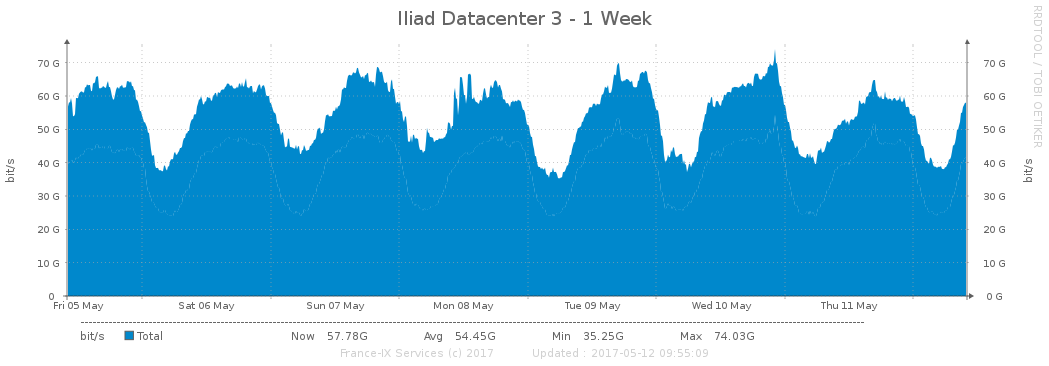 Iliad Datacenter 3 - 1 Week
RRDTOOL / TOBI OETIKER
bit/s
70 G 70 G
60 G 60 G
50 G 50 G
40 G 40 G
30 G 30 G
20 G 20 G
10 G 10 G
0 0 G
bit/s
Fri 05 May Sat 06 May Sun 07 May Mon 08 May Tue 09 May Wed 10 May Thu 11 May
bit/s Total Now 57.78G Avg 54.45G Min 35.25G Max 74.03G
France-IX Services (c) 2017 Updated : 2017-05-12 09:55:09